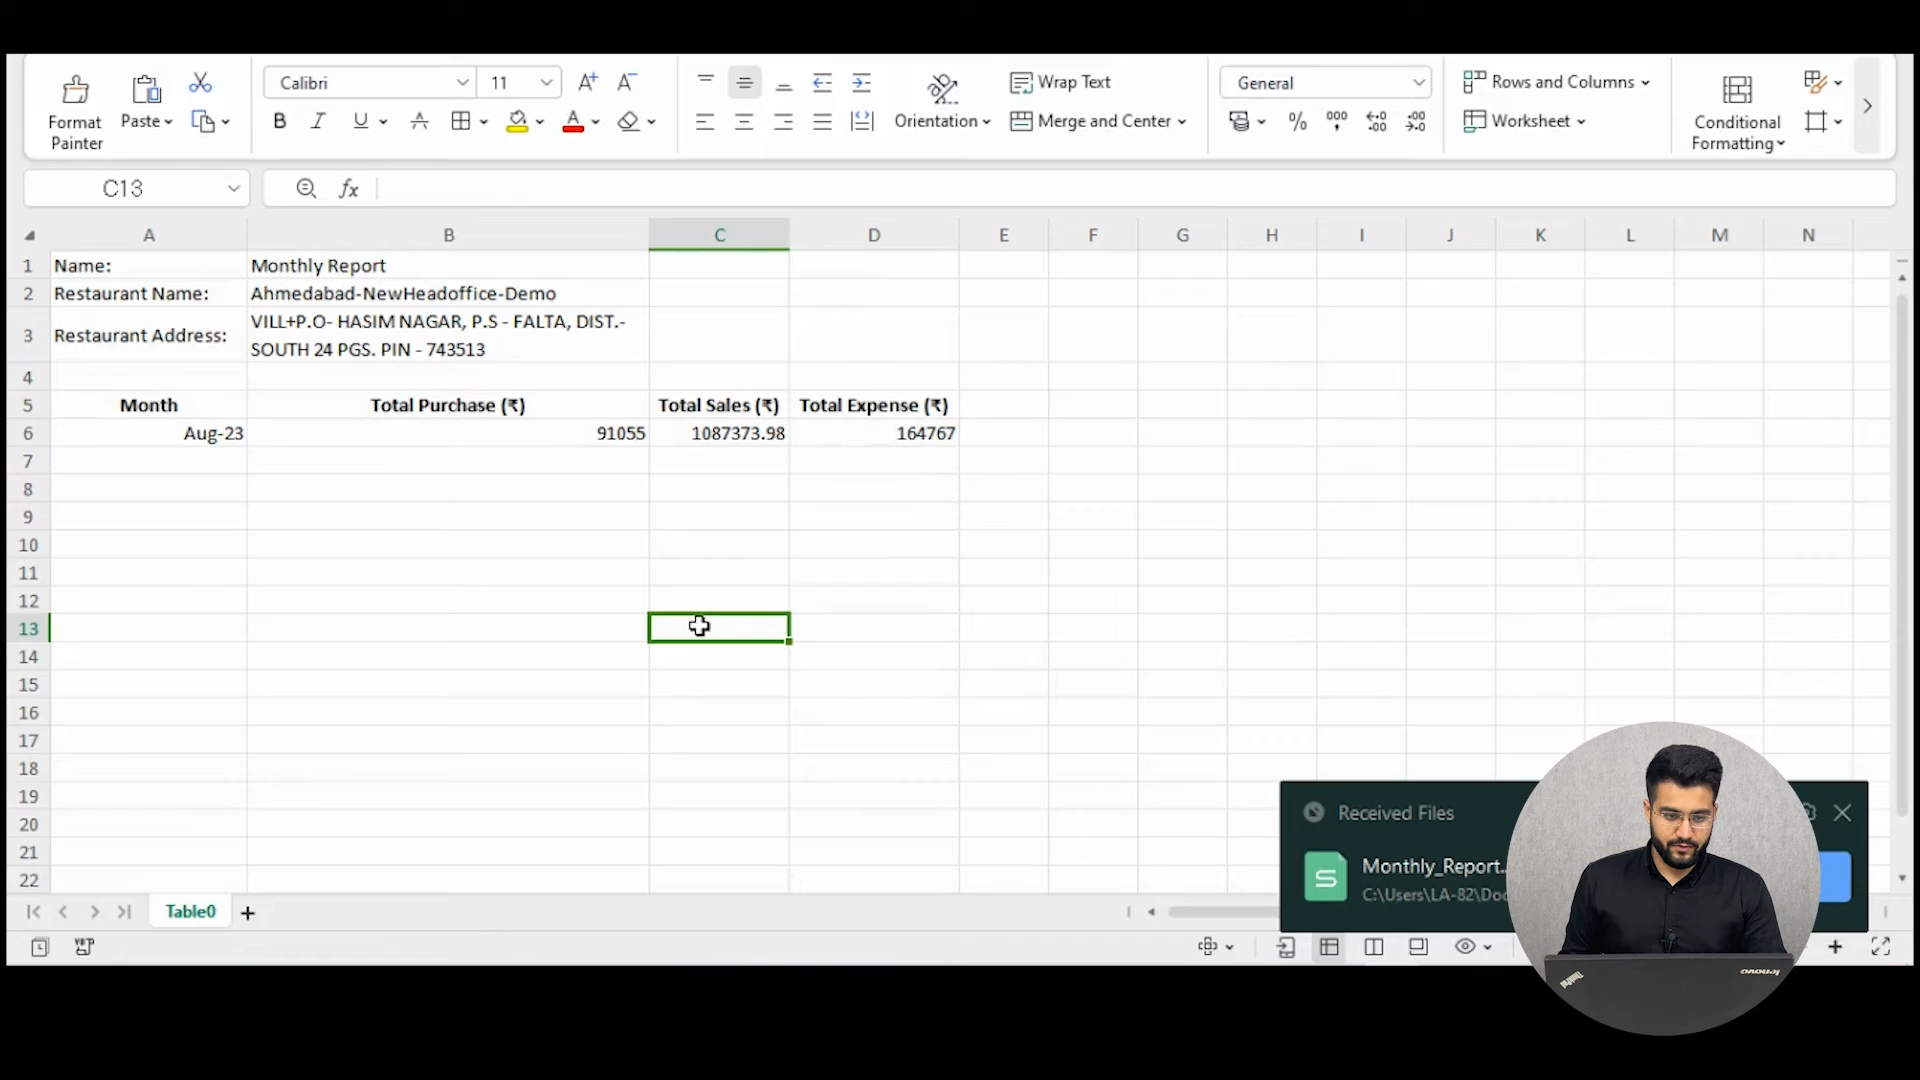 Format
Painter
Paste
Calibri
11
Wrap Text
Orientation
Merge and Center
General
Rows and Columns
Worksheet
Conditional
Formatting
C13
fx
A B C D E F G H I J K L M N
1 Name: Monthly Report
2 Restaurant Name: Ahmedabad-NewHeadoffice-Demo
3 Restaurant Address: VILL+P.O- HASIM NAGAR, P.S - FALTA, DIST.-
SOUTH 24 PGS. PIN - 743513
4
5 Month Total Purchase (₹) Total Sales (₹) Total Expense (₹)
6 Aug-23 91055 1087373.98 164767
7
8
9
10
11
12
13
14
15
16
17
18
19
20
21
22
Received Files
Monthly_Report..
C:\Users\LA-82\Doc
Table0
lenovo
ThinkPad